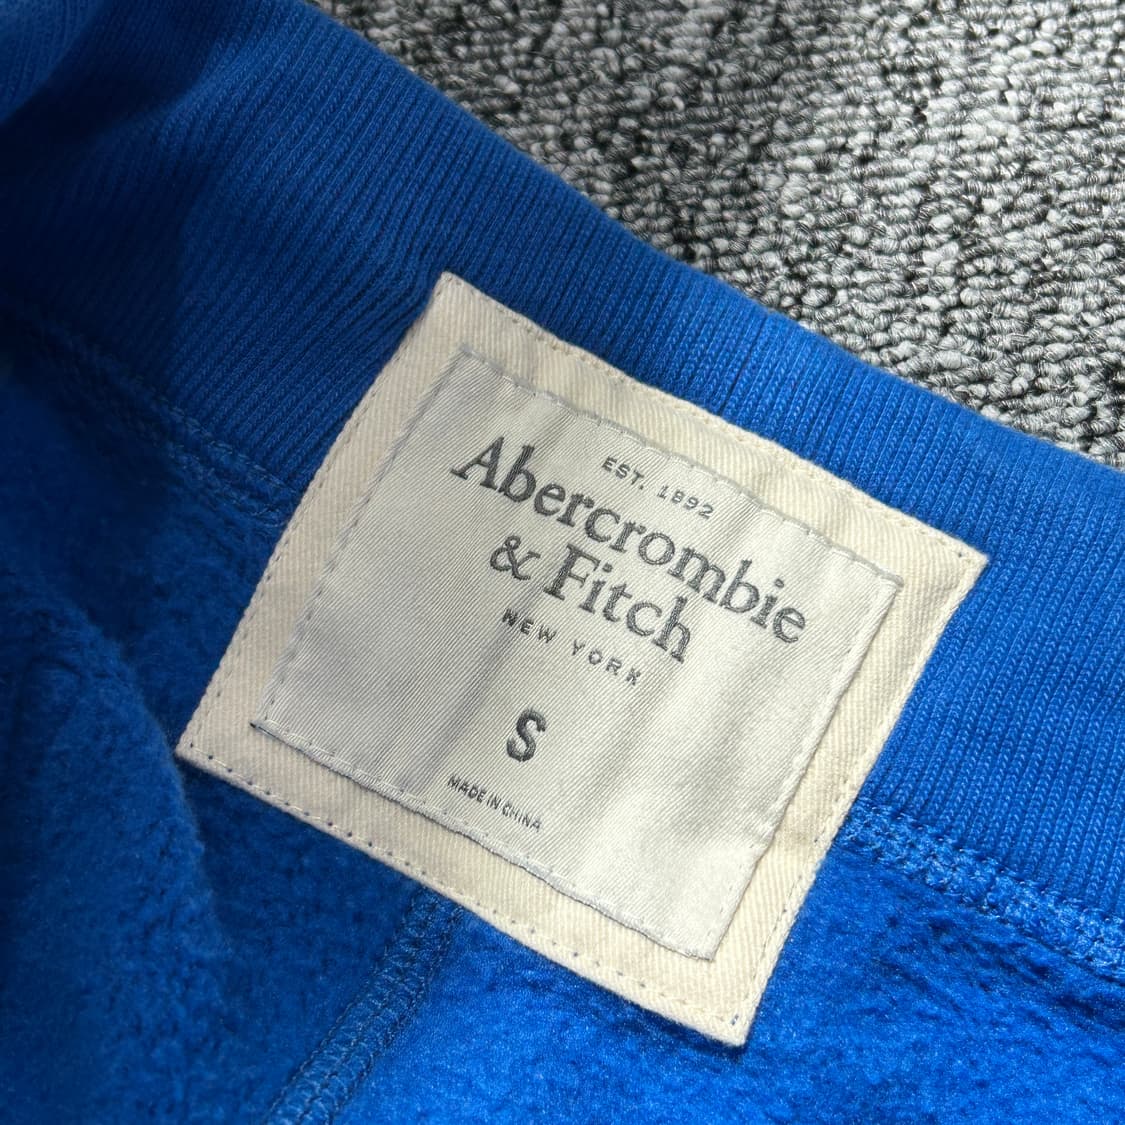 EST. 1892
Abercrombie
& Fitch
NEW YORK
S
MADE IN CHINA